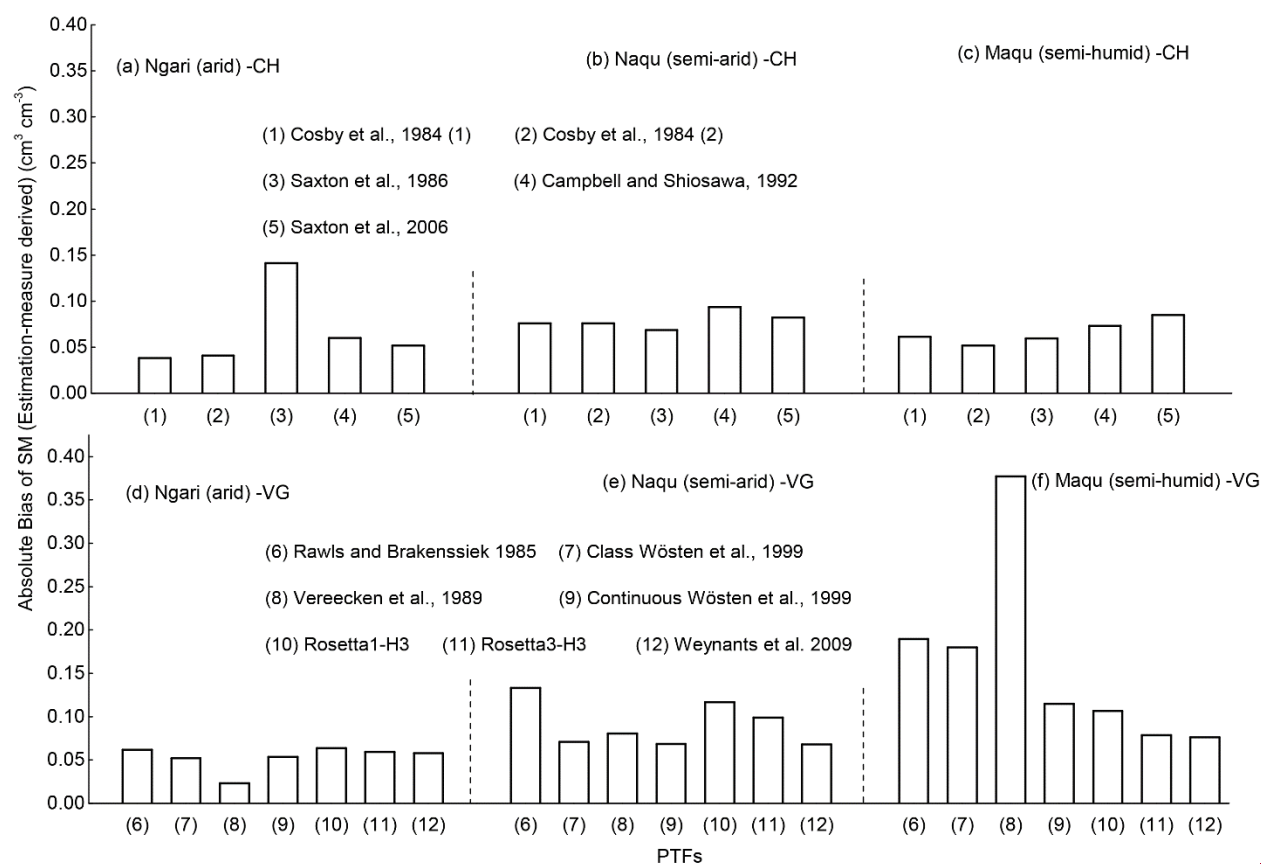 Absolute Bias of SM (Estimation-measure derived) (cm³ cm⁻³)
0.40
0.35
0.30
0.25
0.20
0.15
0.10
0.05
0.00
(a) Ngari (arid) -CH
(b) Naqu (semi-arid) -CH
(c) Maqu (semi-humid) -CH
(1) Cosby et al., 1984 (1)
(2) Cosby et al., 1984 (2)
(3) Saxton et al., 1986
(4) Campbell and Shiosawa, 1992
(5) Saxton et al., 2006
(1) (2) (3) (4) (5) (1) (2) (3) (4) (5) (1) (2) (3) (4) (5)
0.40
0.35
0.30
0.25
0.20
0.15
0.10
0.05
0.00
(d) Ngari (arid) -VG
(e) Naqu (semi-arid) -VG
(f) Maqu (semi-humid) -VG
(6) Rawls and Brakenssiek 1985
(7) Class Wösten et al., 1999
(8) Vereecken et al., 1989
(9) Continuous Wösten et al., 1999
(10) Rosetta1-H3
(11) Rosetta3-H3
(12) Weynants et al. 2009
(6) (7) (8) (9) (10) (11) (12) (6) (7) (8) (9) (10) (11) (12) (6) (7) (8) (9) (10) (11) (12)
PTFs